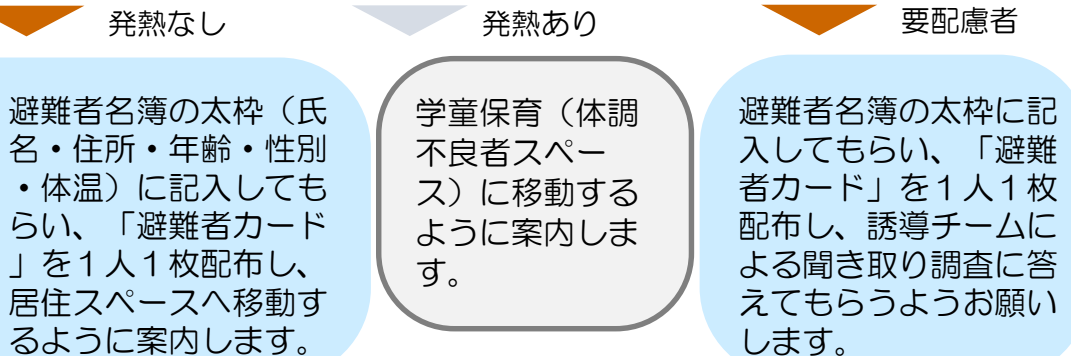 発熱なし
避難者名簿の太枠（氏
名・住所・年齢・性別
・体温）に記入しても
らい、「避難者カード
」を１人１枚配布し、
居住スペースへ移動す
るように案内します。
発熱あり
学童保育（体調
不良者スペー
ス）に移動する
ように案内しま
す。
要配慮者
避難者名簿の太枠に記
入してもらい、「避難
者カード」を１人１枚
配布し、誘導チームに
よる聞き取り調査に答
えてもらうようお願い
します。